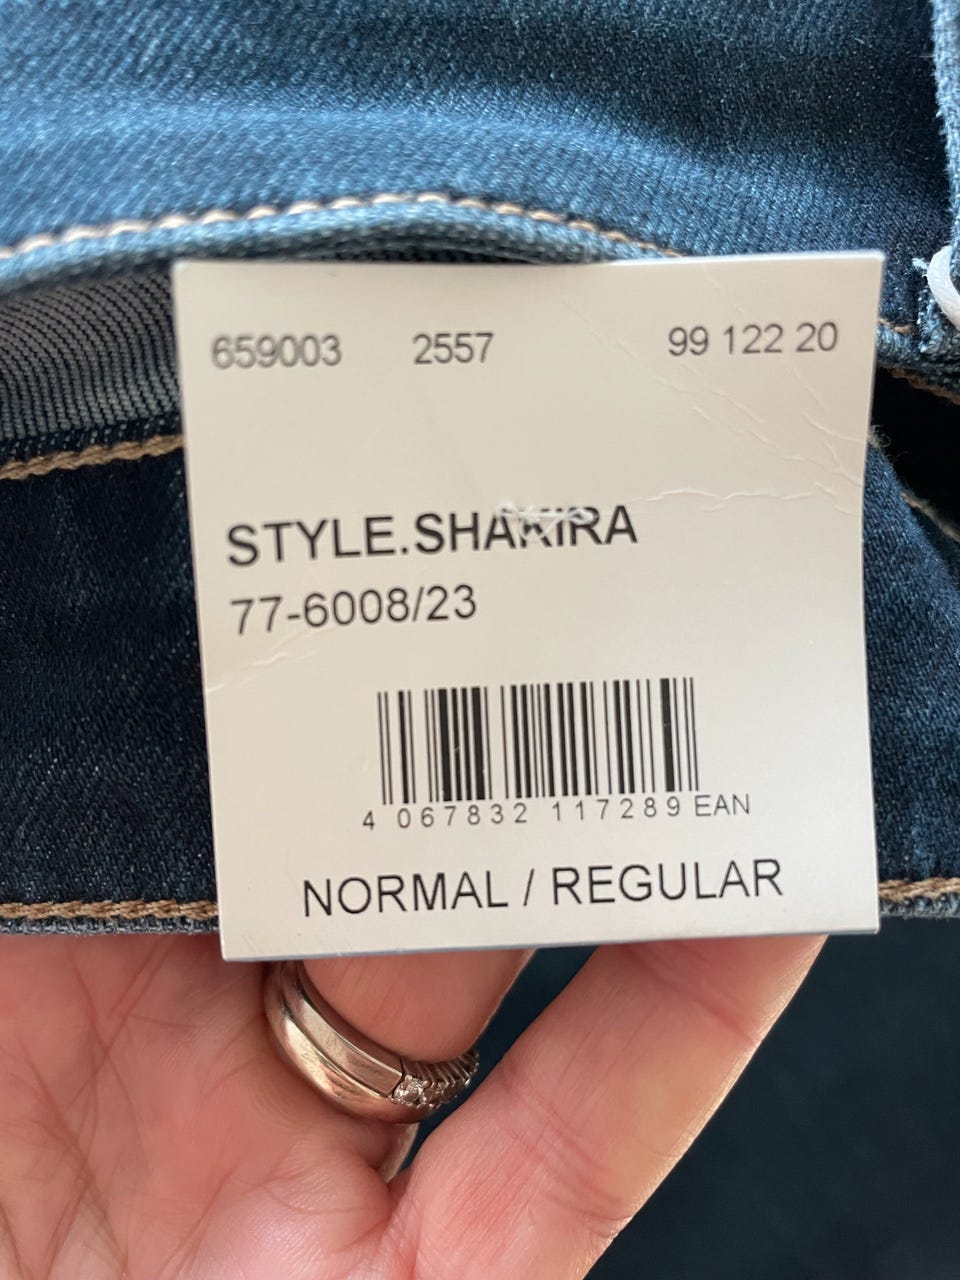 659003 2557 99 122 20
STYLE.SHAKIRA
77-6008/23
4 067832 117289 EAN
NORMAL / REGULAR